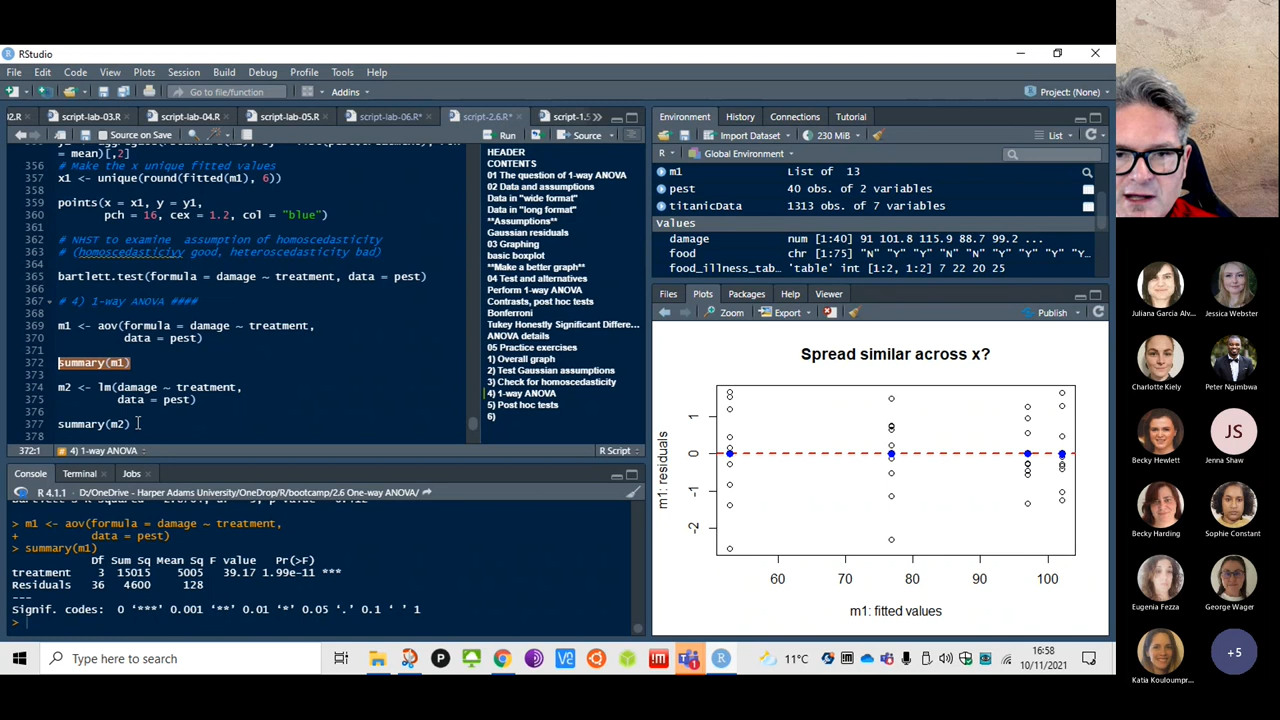 RStudio
File Edit Code View Plots Session Build Debug Profile Tools Help
Go to file/function
Addins
Project: (None)
02.R
script-lab-03.R
script-lab-04.R
script-lab-05.R
script-lab-06.R*
script-2.6.R*
script-1.5
Source on Save
Run
Source
= mean)[,2]
356 # Make the x unique fitted values
357 x1 <- unique(round(fitted(m1), 6))
358
359 points(x = x1, y = y1,
360 pch = 16, cex = 1.2, col = "blue")
361
362 # NHST to examine assumption of homoscedasticity
363 # (homoscedasticiyy good, heteroscedasticity bad)
364
365 bartlett.test(formula = damage ~ treatment, data = pest)
366
367 # 4) 1-way ANOVA ####
368
369 m1 <- aov(formula = damage ~ treatment,
370 data = pest)
371
372 summary(m1)
373
374 m2 <- lm(damage ~ treatment,
375 data = pest)
376
377 summary(m2)
378
372:1
4) 1-way ANOVA
R Script
HEADER
CONTENTS
01 The question of 1-way ANOVA
02 Data and assumptions
Data in "wide format"
Data in "long format"
**Assumptions**
Gaussian residuals
03 Graphing
basic boxplot
**Make a better graph**
04 Test and alternatives
Perform 1-way ANOVA
Contrasts, post hoc tests
Bonferroni
Tukey Honestly Significant Differe...
ANOVA details
05 Practice exercises
1) Overall graph
2) Test Gaussian assumptions
3) Check for homoscedasticity
4) 1-way ANOVA
5) Post hoc tests
6)
Console Terminal Jobs
R 4.1.1 · D:/OneDrive - Harper Adams University/OneDrop/R/bootcamp/2.6 One-way ANOVA/
> m1 <- aov(formula = damage ~ treatment,
+ data = pest)
> summary(m1)
Df Sum Sq Mean Sq F value Pr(>F)
treatment 3 15015 5005 39.17 1.99e-11 ***
Residuals 36 4600 128
---
Signif. codes: 0 ‘***’ 0.001 ‘**’ 0.01 ‘*’ 0.05 ‘.’ 0.1 ‘ ’ 1
>
Environment History Connections Tutorial
Import Dataset
230 MiB
List
R
Global Environment
m1 List of 13
pest 40 obs. of 2 variables
titanicData 1313 obs. of 7 variables
Values
damage num [1:40] 91 101.8 115.9 88.7 99.2 ...
food chr [1:75] "N" "Y" "Y" "N" "N" "Y" "Y" "Y" "Y…
food_illness_tab… 'table' int [1:2, 1:2] 7 22 20 25
Files Plots Packages Help Viewer
Zoom
Export
Publish
Spread similar across x?
m1: residuals
1
0
-1
-2
60 70 80 90 100
m1: fitted values
Type here to search
11°C
16:58
10/11/2021
Juliana Garcia Alv...
Jessica Webster
Charlotte Kiely
Peter Ngimbwa
Becky Hewlett
JS
Jenna Shaw
Becky Harding
Sophie Constant
Eugenia Fezza
George Wager
Katia Kouloumpr...
+5